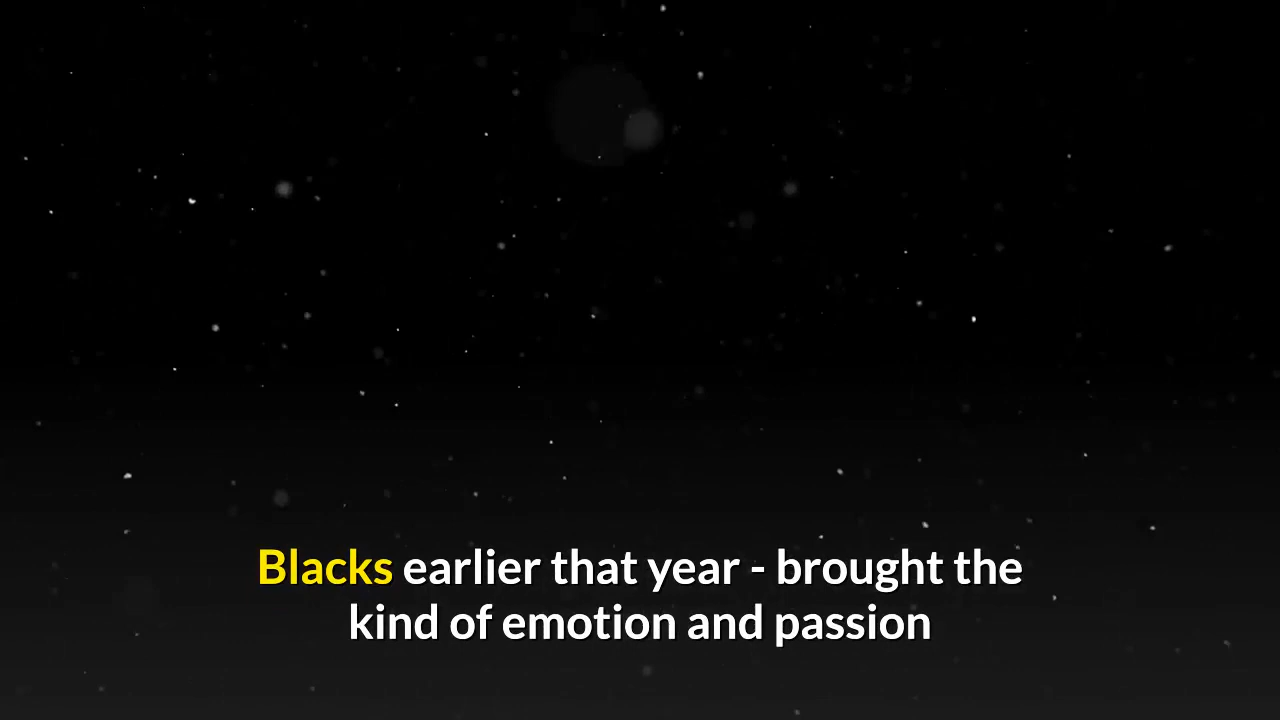 Blacks earlier that year - brought the
kind of emotion and passion